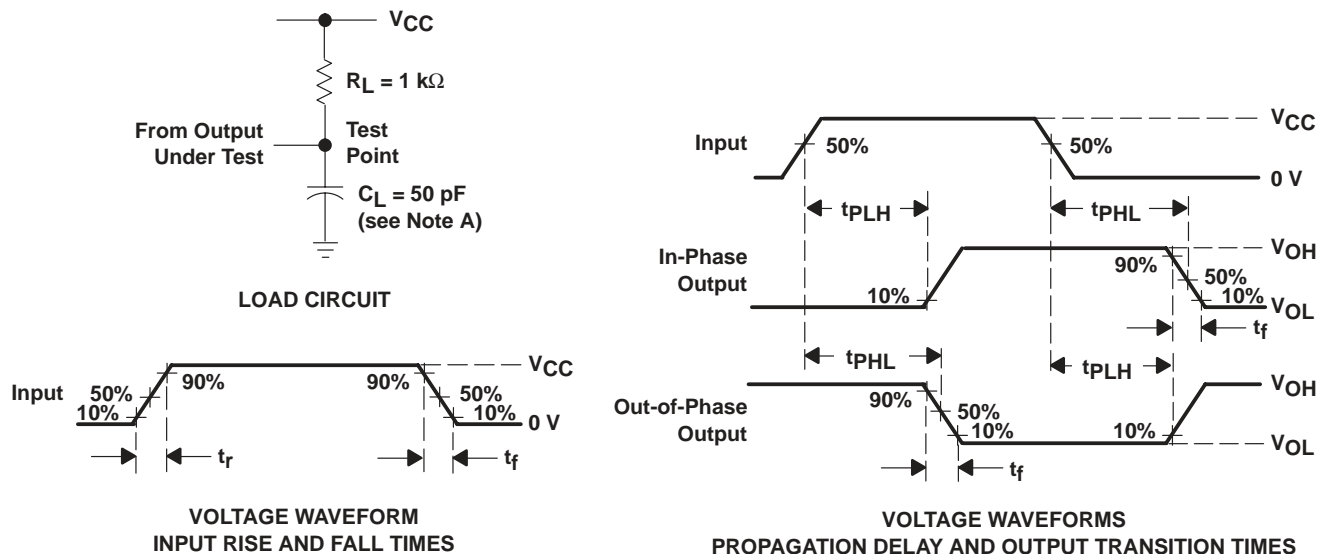 VCC
RL = 1 kΩ
From Output
Under Test
Test
Point
CL = 50 pF
(see Note A)
LOAD CIRCUIT
Input
50%
10%
90%
90%
50%
10%
VCC
0 V
tr
tf
VOLTAGE WAVEFORM
INPUT RISE AND FALL TIMES
Input
50%
50%
VCC
0 V
tPLH
tPHL
In-Phase
Output
10%
90%
50%
10%
VOH
VOL
tf
tPHL
tPLH
Out-of-Phase
Output
90%
50%
10%
10%
VOH
VOL
tf
VOLTAGE WAVEFORMS
PROPAGATION DELAY AND OUTPUT TRANSITION TIMES